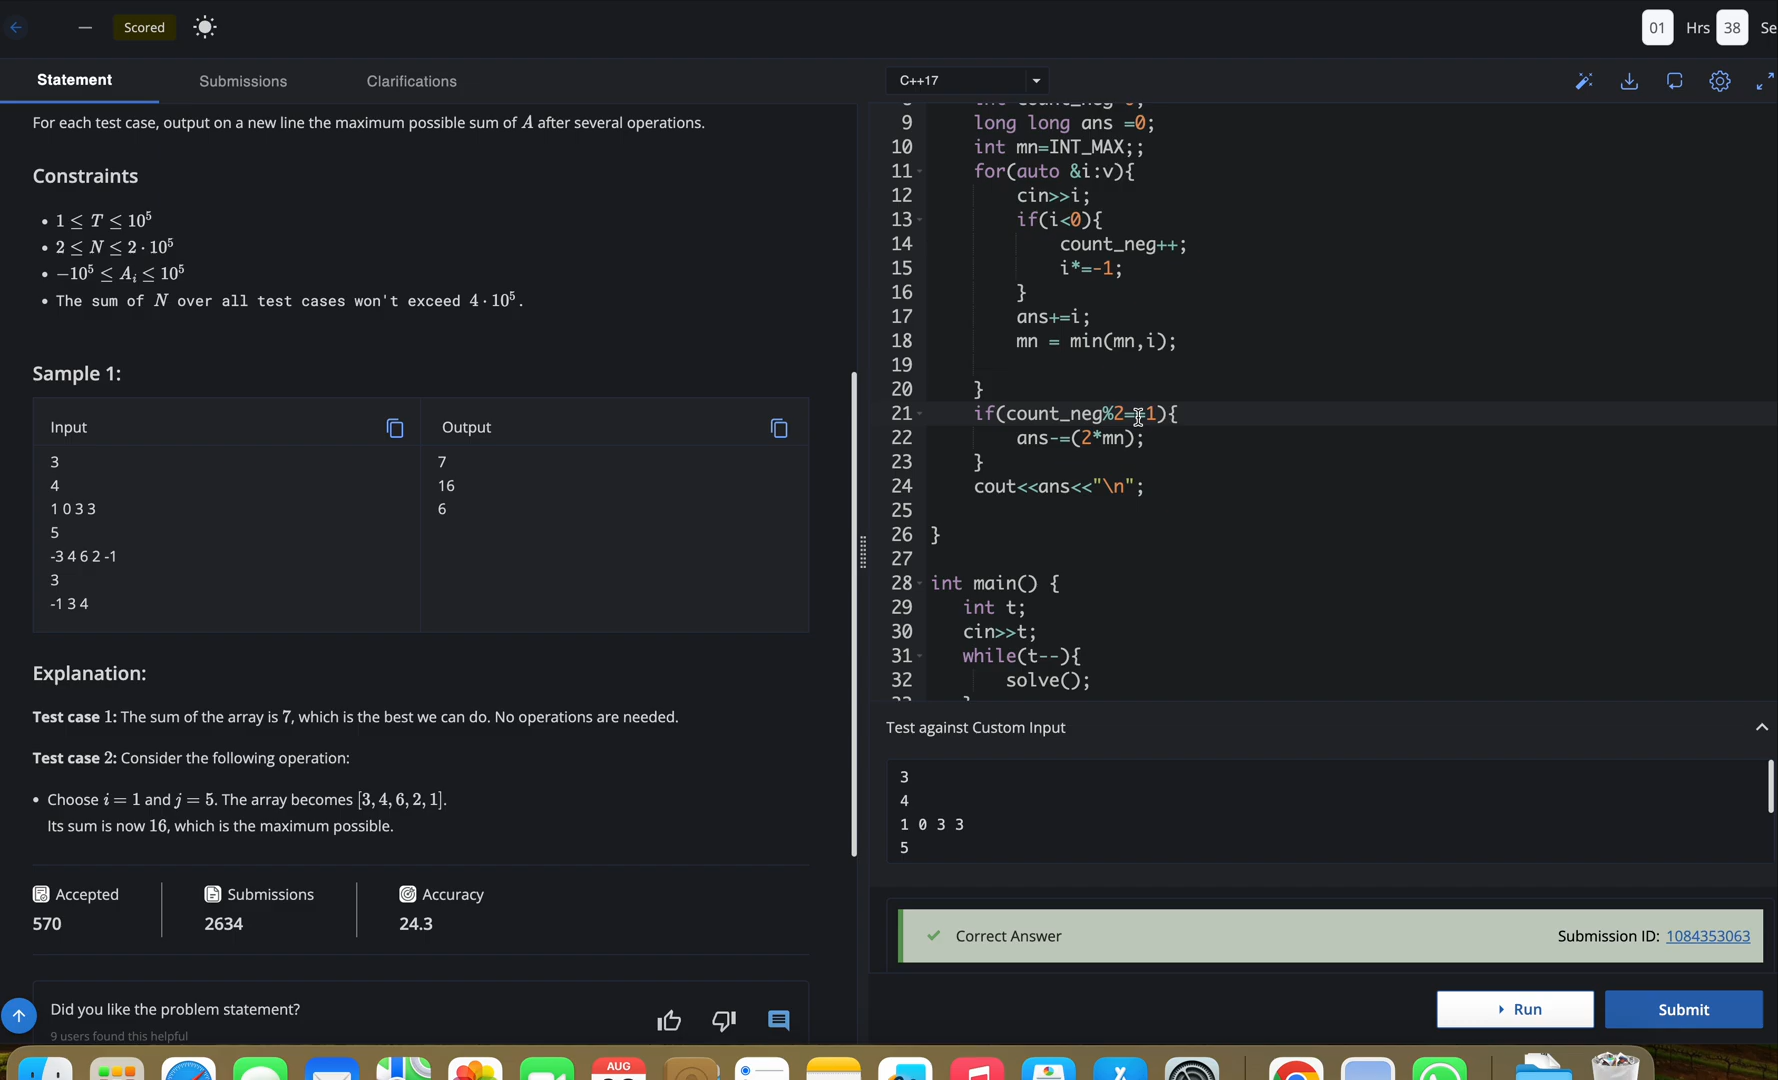 Scored
01 Hrs 38 Se
Statement Submissions Clarifications
C++17
For each test case, output on a new line the maximum possible sum of A after several operations.
Constraints
• 1 ≤ T ≤ 10^5
• 2 ≤ N ≤ 2 · 10^5
• −10^5 ≤ A_i ≤ 10^5
• The sum of N over all test cases won't exceed 4 · 10^5.
Sample 1:
Input
3
4
1 0 3 3
5
-3 4 6 2 -1
3
-1 3 4
Output
7
16
6
Explanation:
Test case 1: The sum of the array is 7, which is the best we can do. No operations are needed.
Test case 2: Consider the following operation:
• Choose i = 1 and j = 5. The array becomes [3, 4, 6, 2, 1].
Its sum is now 16, which is the maximum possible.
Accepted
570
Submissions
2634
Accuracy
24.3
Did you like the problem statement?
9 users found this helpful
9 long long ans =0;
10 int mn=INT_MAX;;
11 for(auto &i:v){
12 cin>>i;
13 if(i<0){
14 count_neg++;
15 i*=-1;
16 }
17 ans+=i;
18 mn = min(mn,i);
19
20 }
21 if(count_neg%2==1){
22 ans-=(2*mn);
23 }
24 cout<<ans<<"\n";
25
26 }
27
28 int main() {
29 int t;
30 cin>>t;
31 while(t--){
32 solve();
Test against Custom Input
3
4
1 0 3 3
5
Correct Answer
Submission ID: 1084353063
Run
Submit
AUG